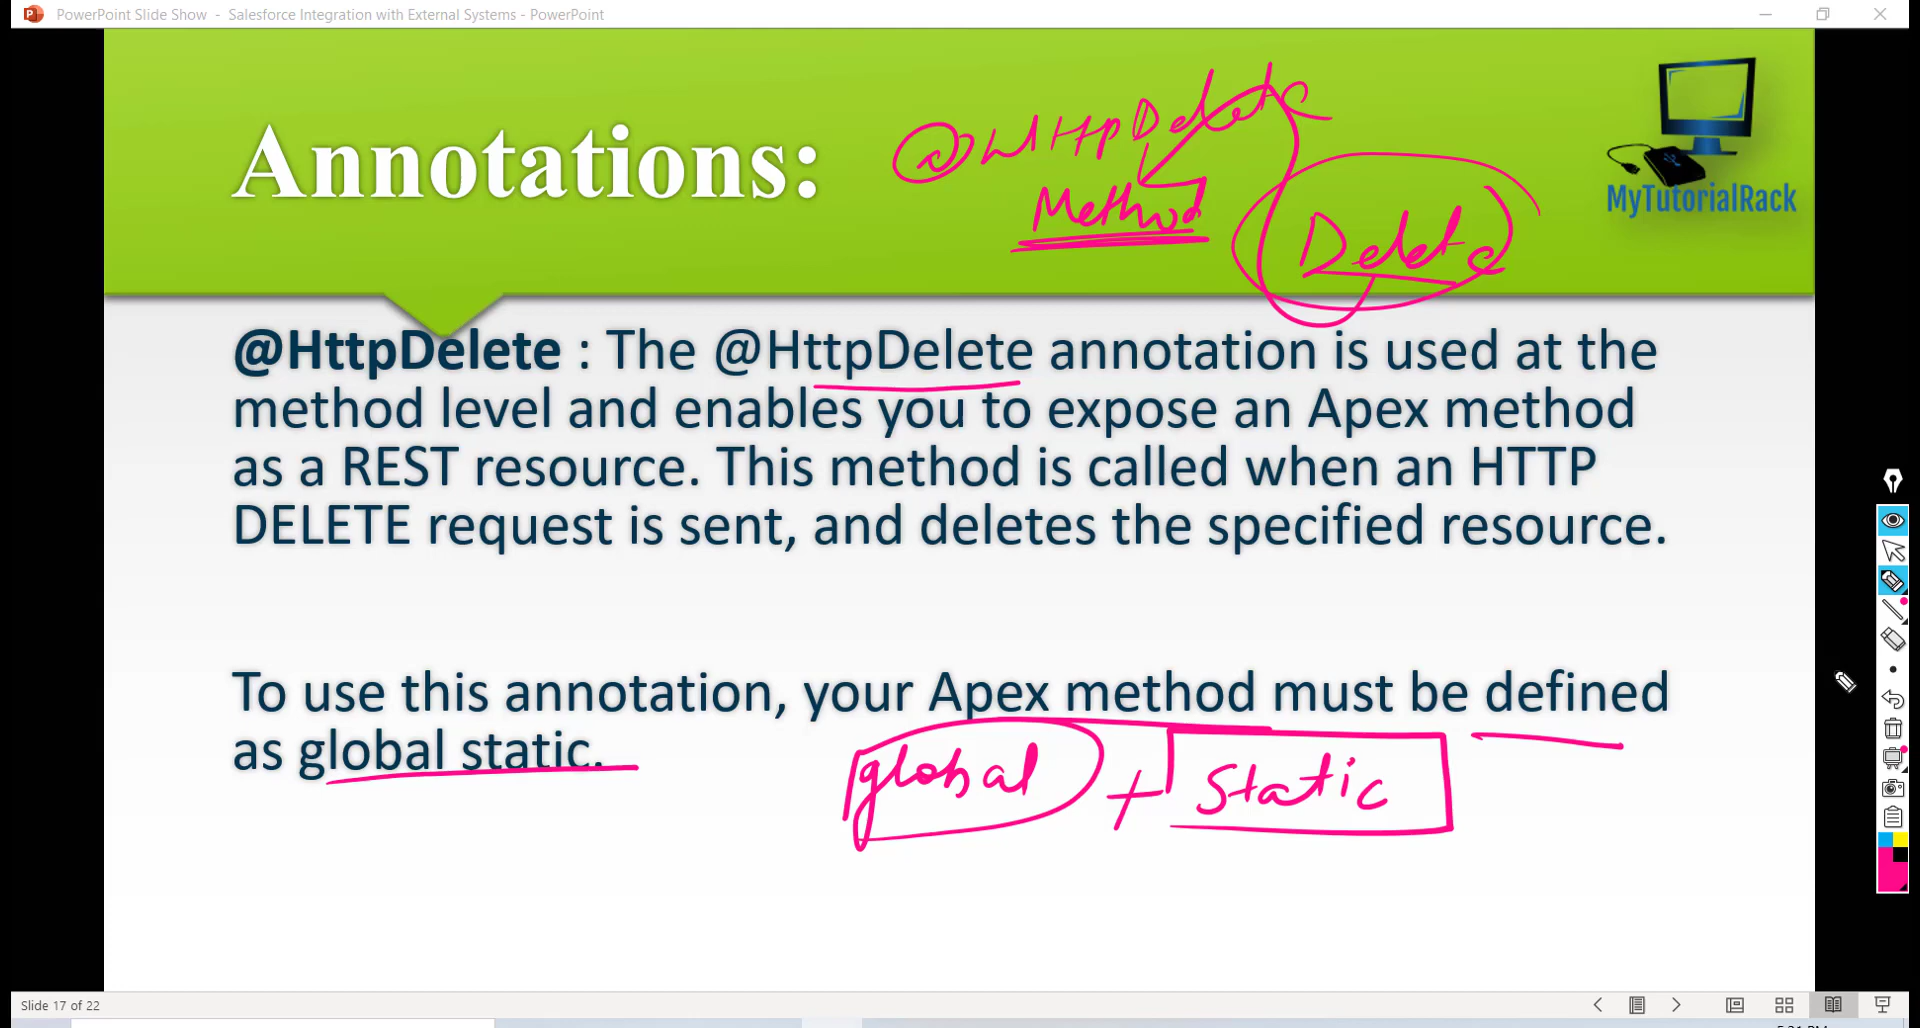 PowerPoint Slide Show - Salesforce Integration with External Systems - PowerPoint
Annotations:
@HttpDelete
Method
Delete
MyTutorialRack
@HttpDelete : The @HttpDelete annotation is used at the
method level and enables you to expose an Apex method
as a REST resource. This method is called when an HTTP
DELETE request is sent, and deletes the specified resource.
To use this annotation, your Apex method must be defined
as global static.
global + Static
Slide 17 of 22